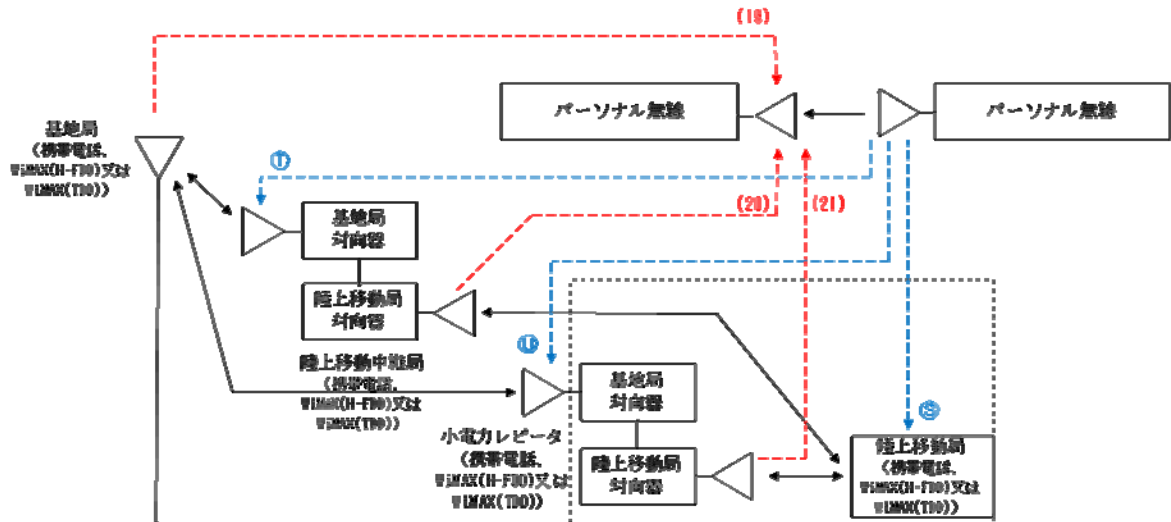 (19)
パーソナル無線
パーソナル無線
基地局
(携帯電話、
WiMAX(H-FDD)又は
WiMAX(TDD))
(20)
(21)
基地局
対向器
陸上移動局
対向器
陸上移動中継局
(携帯電話、
WiMAX(H-FDD)又は
WiMAX(TDD))
基地局
対向器
小電力レピータ
(携帯電話、
WiMAX(H-FDD)又は
WiMAX(TDD))
陸上移動局
対向器
陸上移動局
(携帯電話、
WiMAX(H-FDD)又は
WiMAX(TDD))